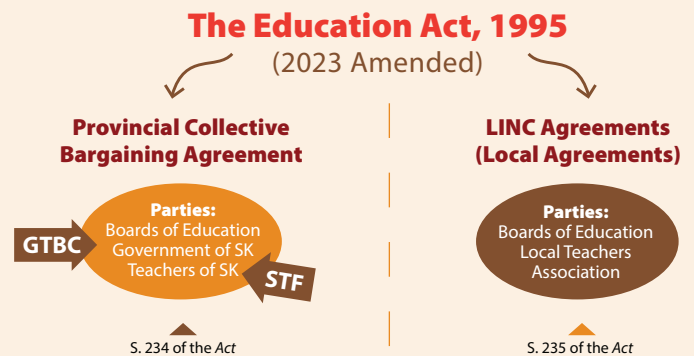 The Education Act, 1995
(2023 Amended)
Provincial Collective
Bargaining Agreement
Parties:
Boards of Education
Government of SK
Teachers of SK
GTBC
STF
S. 234 of the Act
LINC Agreements
(Local Agreements)
Parties:
Boards of Education
Local Teachers
Association
S. 235 of the Act